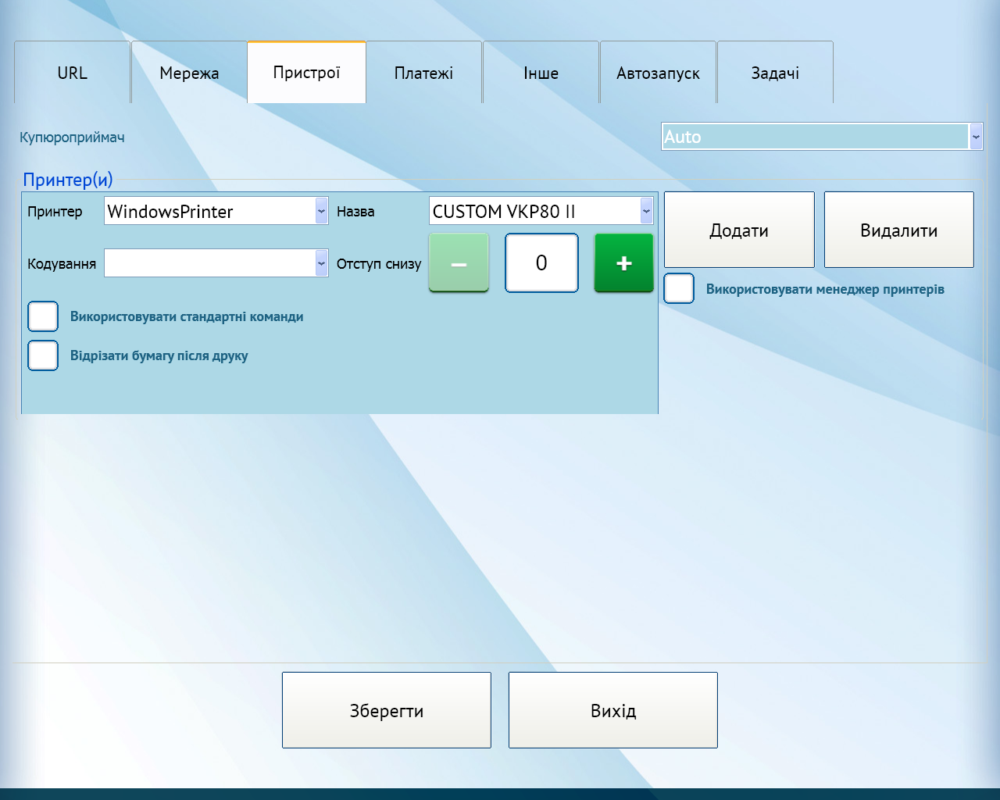 URL Мережа Пристрої Платежі Інше Автозапуск Задачі
Купюроприймач Auto
Принтер(и)
Принтер WindowsPrinter Назва CUSTOM VKP80 II Додати Видалити
Кодування Отступ снизу – 0 +
Використовувати менеджер принтерів
Використовувати стандартні команди
Відрізати бумагу після друку
Зберегти Вихід